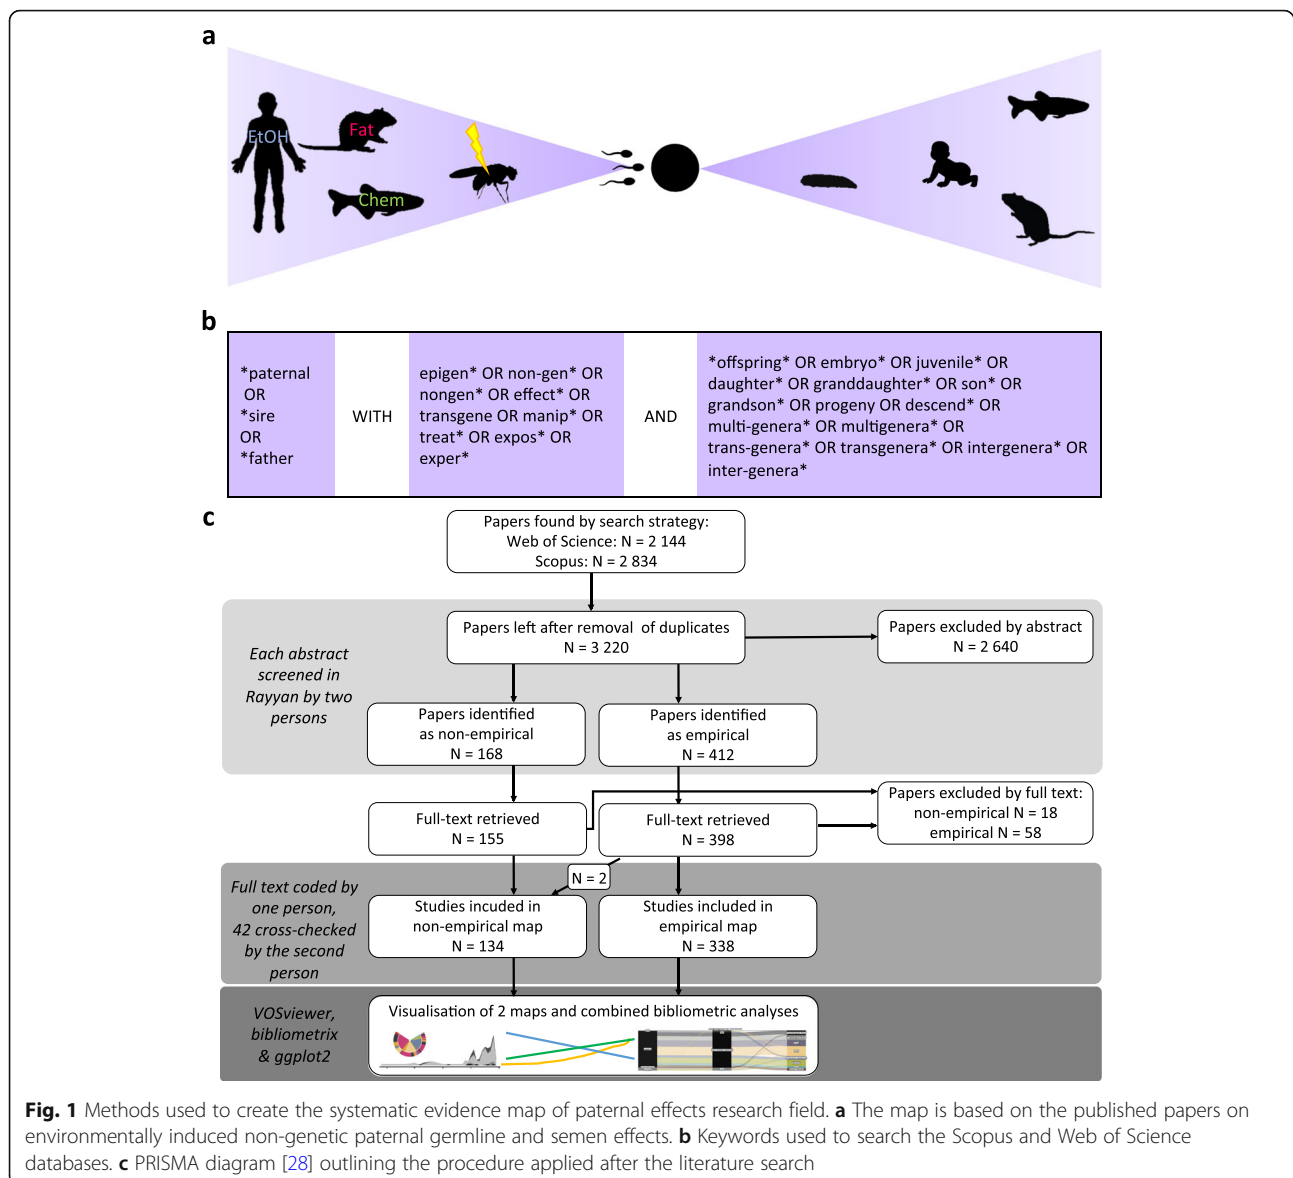 a
EtOH
Fat
Chem
b
*paternal
OR
*sire
OR
*father
WITH
epigen* OR non-gen* OR
nongen* OR effect* OR
transgene OR manip* OR
treat* OR expos* OR
exper*
AND
*offspring* OR embryo* OR juvenile* OR
daughter* OR granddaughter* OR son* OR
grandson* OR progeny OR descend* OR
multi-genera* OR multigenera* OR
trans-genera* OR transgenera* OR intergenera* OR
inter-genera*
c
Papers found by search strategy:
Web of Science: N = 2 144
Scopus: N = 2 834
Each abstract
screened in
Rayyan by two
persons
Papers left after removal of duplicates
N = 3 220
Papers excluded by abstract
N = 2 640
Papers identified
as non-empirical
N = 168
Papers identified
as empirical
N = 412
Full-text retrieved
N = 155
Full-text retrieved
N = 398
Papers excluded by full text:
non-empirical N = 18
empirical N = 58
N = 2
Full text coded by
one person,
42 cross-checked
by the second
person
Studies incuded in
non-empirical map
N = 134
Studies included in
empirical map
N = 338
VOSviewer,
bibliometrix
& ggplot2
Visualisation of 2 maps and combined bibliometric analyses
Fig. 1 Methods used to create the systematic evidence map of paternal effects research field. a The map is based on the published papers on
environmentally induced non-genetic paternal germline and semen effects. b Keywords used to search the Scopus and Web of Science
databases. c PRISMA diagram [28] outlining the procedure applied after the literature search